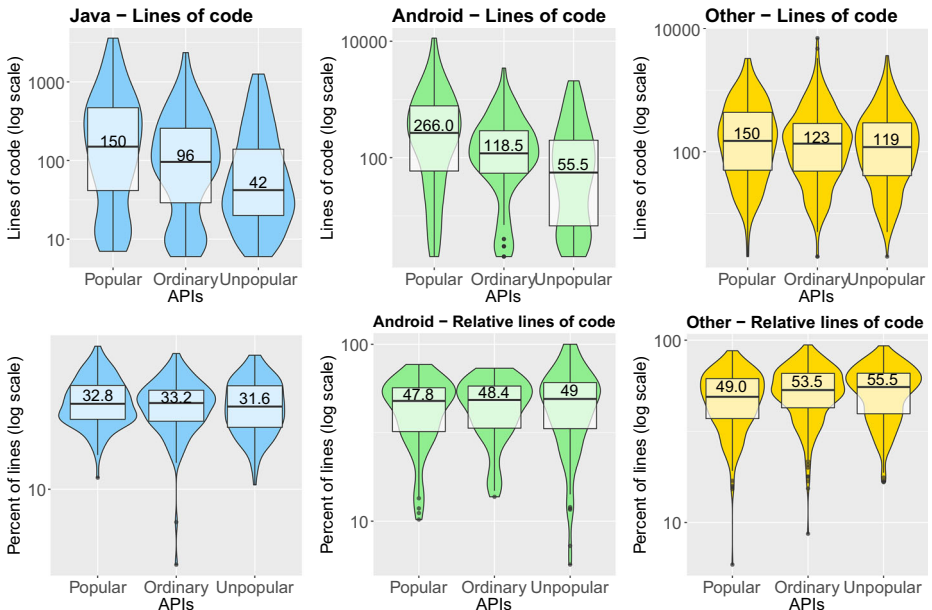 Java − Lines of code
Lines of code (log scale)
1000
100
10
150
96
42
Popular
Ordinary
Unpopular
APIs
Android − Lines of code
Lines of code (log scale)
10000
100
266.0
118.5
55.5
Popular
Ordinary
Unpopular
APIs
Other − Lines of code
Lines of code (log scale)
10000
100
150
123
119
Popular
Ordinary
Unpopular
APIs
Percent of lines (log scale)
10
32.8
33.2
31.6
Popular
Ordinary
Unpopular
APIs
Android − Relative lines of code
Percent of lines (log scale)
100
10
47.8
48.4
49
Popular
Ordinary
Unpopular
APIs
Other − Relative lines of code
Percent of lines (log scale)
100
10
49.0
53.5
55.5
Popular
Ordinary
Unpopular
APIs